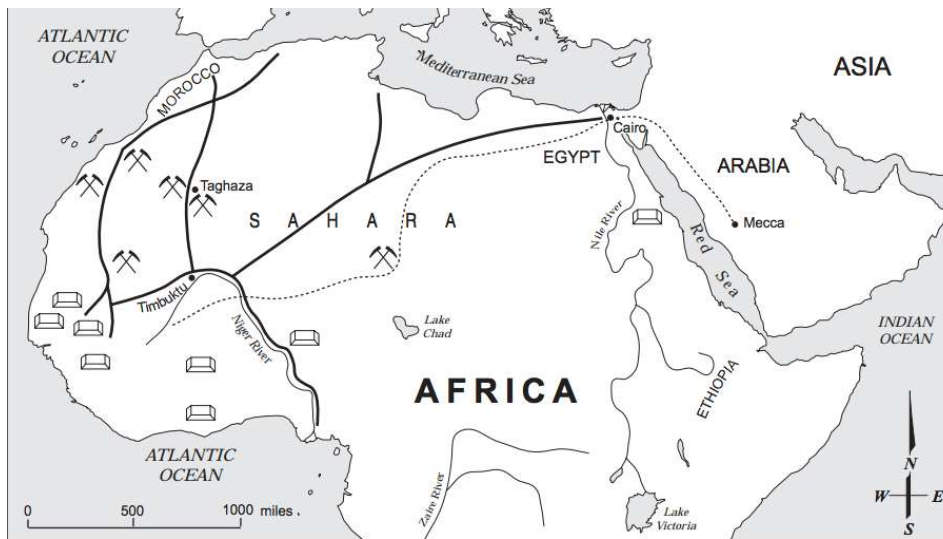 ATLANTIC
OCEAN
MOROCCO
Mediterranean Sea
ASIA
Cairo
EGYPT
ARABIA
Taghaza
SAHARA
Nile River
Mecca
Red Sea
Timbuktu
Niger River
Lake
Chad
INDIAN
OCEAN
AFRICA
ETHIOPIA
ATLANTIC
OCEAN
Zaire River
Lake
Victoria
N
W E
S
0 500 1000 miles